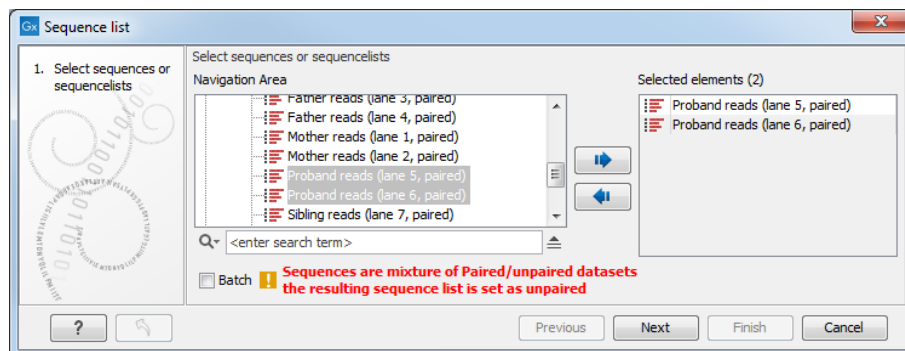 Gx Sequence list
1. Select sequences or
sequencelists
Select sequences or sequencelists
Navigation Area
Father reads (lane 3, paired)
Father reads (lane 4, paired)
Mother reads (lane 1, paired)
Mother reads (lane 2, paired)
Proband reads (lane 5, paired)
Proband reads (lane 6, paired)
Sibling reads (lane 7, paired)
<enter search term>
Batch
Sequences are mixture of Paired/unpaired datasets
the resulting sequence list is set as unpaired
Selected elements (2)
Proband reads (lane 5, paired)
Proband reads (lane 6, paired)
?
Previous
Next
Finish
Cancel